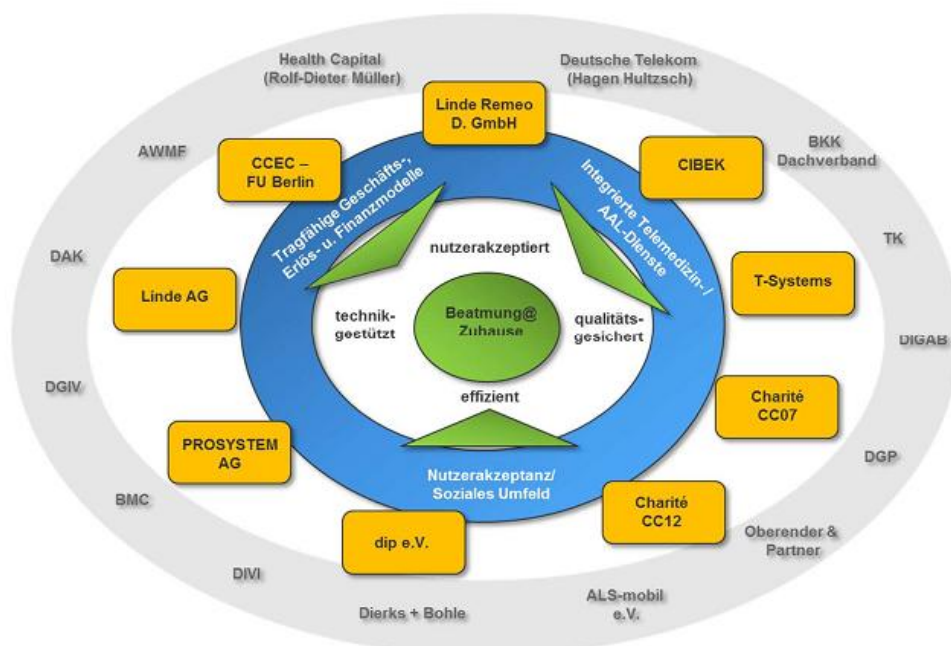 Health Capital
(Rolf-Dieter Müller)
Deutsche Telekom
(Hagen Hultzsch)
Linde Remeo
D. GmbH
AWMF
CCEC –
FU Berlin
CIBEK
BKK
Dachverband
Tragfähige Geschäfts-,
Erlös- u. Finanzmodelle
Integrierte Telemedizin- /
AAL-Dienste
DAK
TK
nutzerakzeptiert
Linde AG
T-Systems
technik-
gestützt
Beatmung@
Zuhause
qualitäts-
gesichert
DIGAB
DGIV
effizient
Charité
CC07
PROSYSTEM
AG
DGP
Nutzerakzeptanz/
Soziales Umfeld
BMC
Charité
CC12
Oberender &
Partner
dip e.V.
DIVI
Dierks + Bohle
ALS-mobil
e.V.